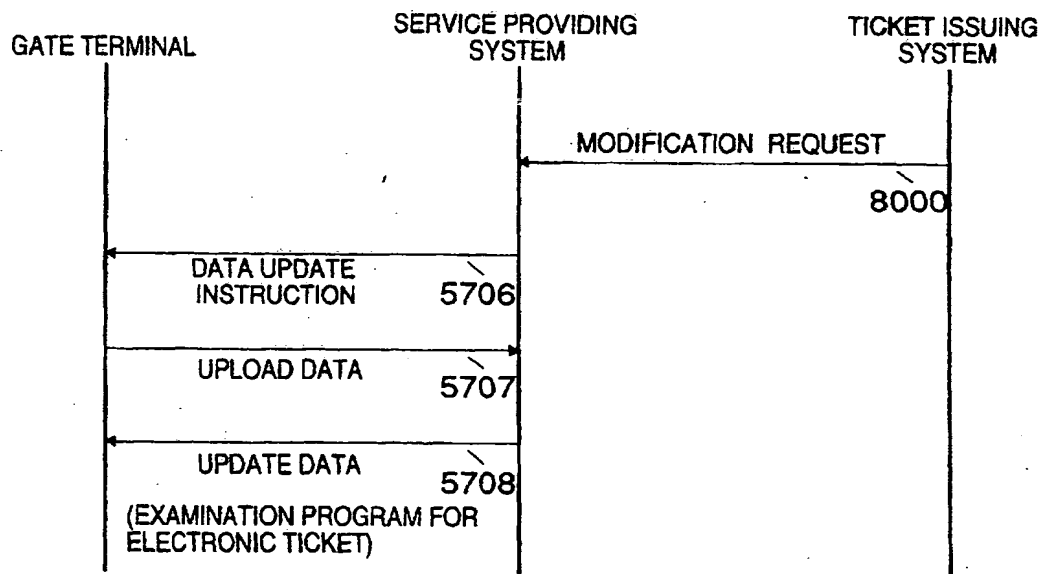 GATE TERMINAL
SERVICE PROVIDING
SYSTEM
TICKET ISSUING
SYSTEM
MODIFICATION REQUEST
8000
DATA UPDATE
INSTRUCTION
5706
UPLOAD DATA
5707
UPDATE DATA
5708
(EXAMINATION PROGRAM FOR
ELECTRONIC TICKET)